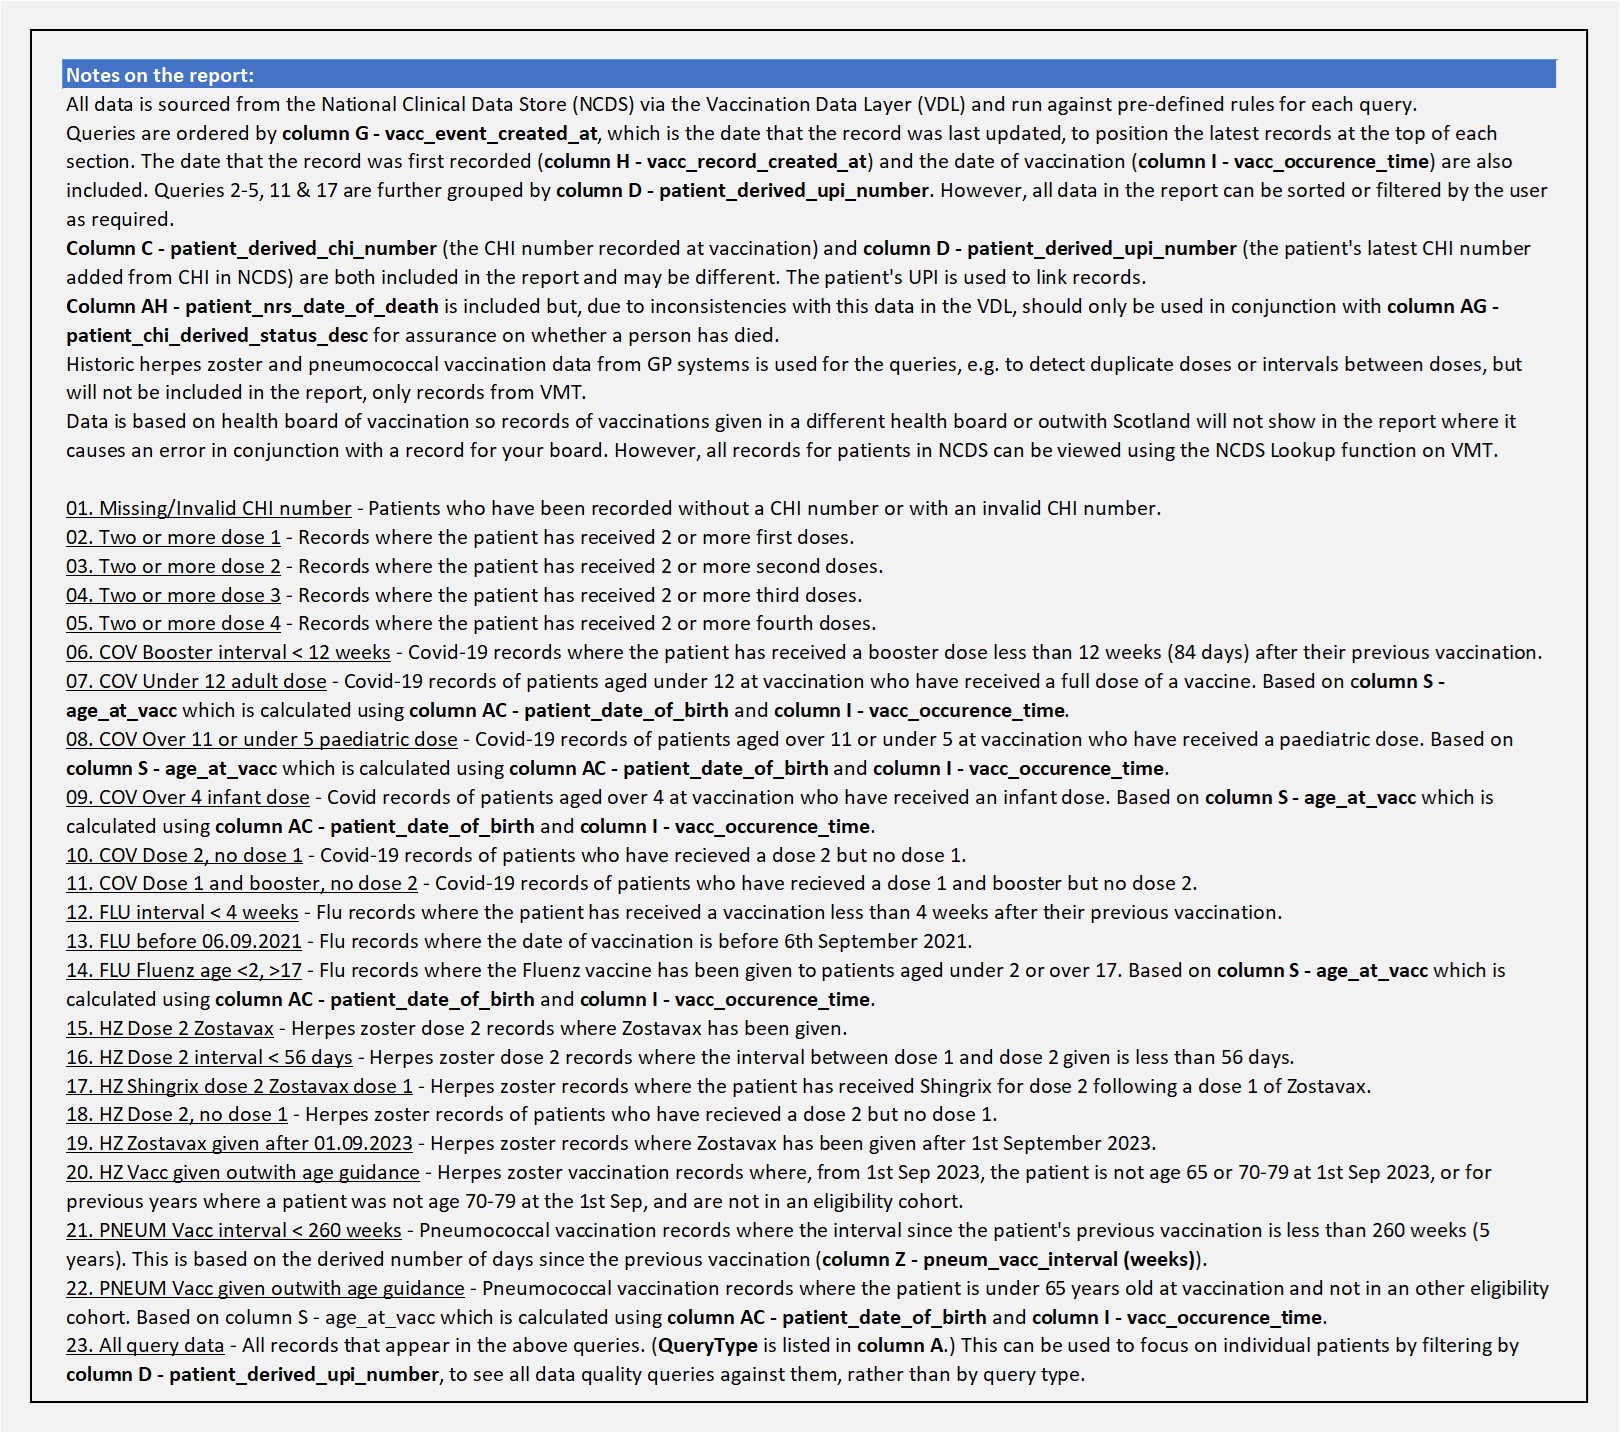 Notes on the report:
All data is sourced from the National Clinical Data Store (NCDS) via the Vaccination Data Layer (VDL) and run against pre-defined rules for each query.
Queries are ordered by column G - vacc_event_created_at, which is the date that the record was last updated, to position the latest records at the top of each
section. The date that the record was first recorded (column H - vacc_record_created_at) and the date of vaccination (column I - vacc_occurence_time) are also
included. Queries 2-5, 11 & 17 are further grouped by column D - patient_derived_upi_number. However, all data in the report can be sorted or filtered by the user
as required.
Column C - patient_derived_chi_number (the CHI number recorded at vaccination) and column D - patient_derived_upi_number (the patient's latest CHI number
added from CHI in NCDS) are both included in the report and may be different. The patient's UPI is used to link records.
Column AH - patient_nrs_date_of_death is included but, due to inconsistencies with this data in the VDL, should only be used in conjunction with column AG -
patient_chi_derived_status_desc for assurance on whether a person has died.
Historic herpes zoster and pneumococcal vaccination data from GP systems is used for the queries, e.g. to detect duplicate doses or intervals between doses, but
will not be included in the report, only records from VMT.
Data is based on health board of vaccination so records of vaccinations given in a different health board or outwith Scotland will not show in the report where it
causes an error in conjunction with a record for your board. However, all records for patients in NCDS can be viewed using the NCDS Lookup function on VMT.
01. Missing/Invalid CHI number - Patients who have been recorded without a CHI number or with an invalid CHI number.
02. Two or more dose 1 - Records where the patient has received 2 or more first doses.
03. Two or more dose 2 - Records where the patient has received 2 or more second doses.
04. Two or more dose 3 - Records where the patient has received 2 or more third doses.
05. Two or more dose 4 - Records where the patient has received 2 or more fourth doses.
06. COV Booster interval < 12 weeks - Covid-19 records where the patient has received a booster dose less than 12 weeks (84 days) after their previous vaccination.
07. COV Under 12 adult dose - Covid-19 records of patients aged under 12 at vaccination who have received a full dose of a vaccine. Based on column S -
age_at_vacc which is calculated using column AC - patient_date_of_birth and column I - vacc_occurence_time.
08. COV Over 11 or under 5 paediatric dose - Covid-19 records of patients aged over 11 or under 5 at vaccination who have received a paediatric dose. Based on
column S - age_at_vacc which is calculated using column AC - patient_date_of_birth and column I - vacc_occurence_time.
09. COV Over 4 infant dose - Covid records of patients aged over 4 at vaccination who have received an infant dose. Based on column S - age_at_vacc which is
calculated using column AC - patient_date_of_birth and column I - vacc_occurence_time.
10. COV Dose 2, no dose 1 - Covid-19 records of patients who have recieved a dose 2 but no dose 1.
11. COV Dose 1 and booster, no dose 2 - Covid-19 records of patients who have recieved a dose 1 and booster but no dose 2.
12. FLU interval < 4 weeks - Flu records where the patient has received a vaccination less than 4 weeks after their previous vaccination.
13. FLU before 06.09.2021 - Flu records where the date of vaccination is before 6th September 2021.
14. FLU Fluenz age <2, >17 - Flu records where the Fluenz vaccine has been given to patients aged under 2 or over 17. Based on column S - age_at_vacc which is
calculated using column AC - patient_date_of_birth and column I - vacc_occurence_time.
15. HZ Dose 2 Zostavax - Herpes zoster dose 2 records where Zostavax has been given.
16. HZ Dose 2 interval < 56 days - Herpes zoster dose 2 records where the interval between dose 1 and dose 2 given is less than 56 days.
17. HZ Shingrix dose 2 Zostavax dose 1 - Herpes zoster records where the patient has received Shingrix for dose 2 following a dose 1 of Zostavax.
18. HZ Dose 2, no dose 1 - Herpes zoster records of patients who have recieved a dose 2 but no dose 1.
19. HZ Zostavax given after 01.09.2023 - Herpes zoster records where Zostavax has been given after 1st September 2023.
20. HZ Vacc given outwith age guidance - Herpes zoster vaccination records where, from 1st Sep 2023, the patient is not age 65 or 70-79 at 1st Sep 2023, or for
previous years where a patient was not age 70-79 at the 1st Sep, and are not in an eligibility cohort.
21. PNEUM Vacc interval < 260 weeks - Pneumococcal vaccination records where the interval since the patient's previous vaccination is less than 260 weeks (5
years). This is based on the derived number of days since the previous vaccination (column Z - pneum_vacc_interval (weeks)).
22. PNEUM Vacc given outwith age guidance - Pneumococcal vaccination records where the patient is under 65 years old at vaccination and not in an other eligibility
cohort. Based on column S - age_at_vacc which is calculated using column AC - patient_date_of_birth and column I - vacc_occurence_time.
23. All query data - All records that appear in the above queries. (QueryType is listed in column A.) This can be used to focus on individual patients by filtering by
column D - patient_derived_upi_number, to see all data quality queries against them, rather than by query type.